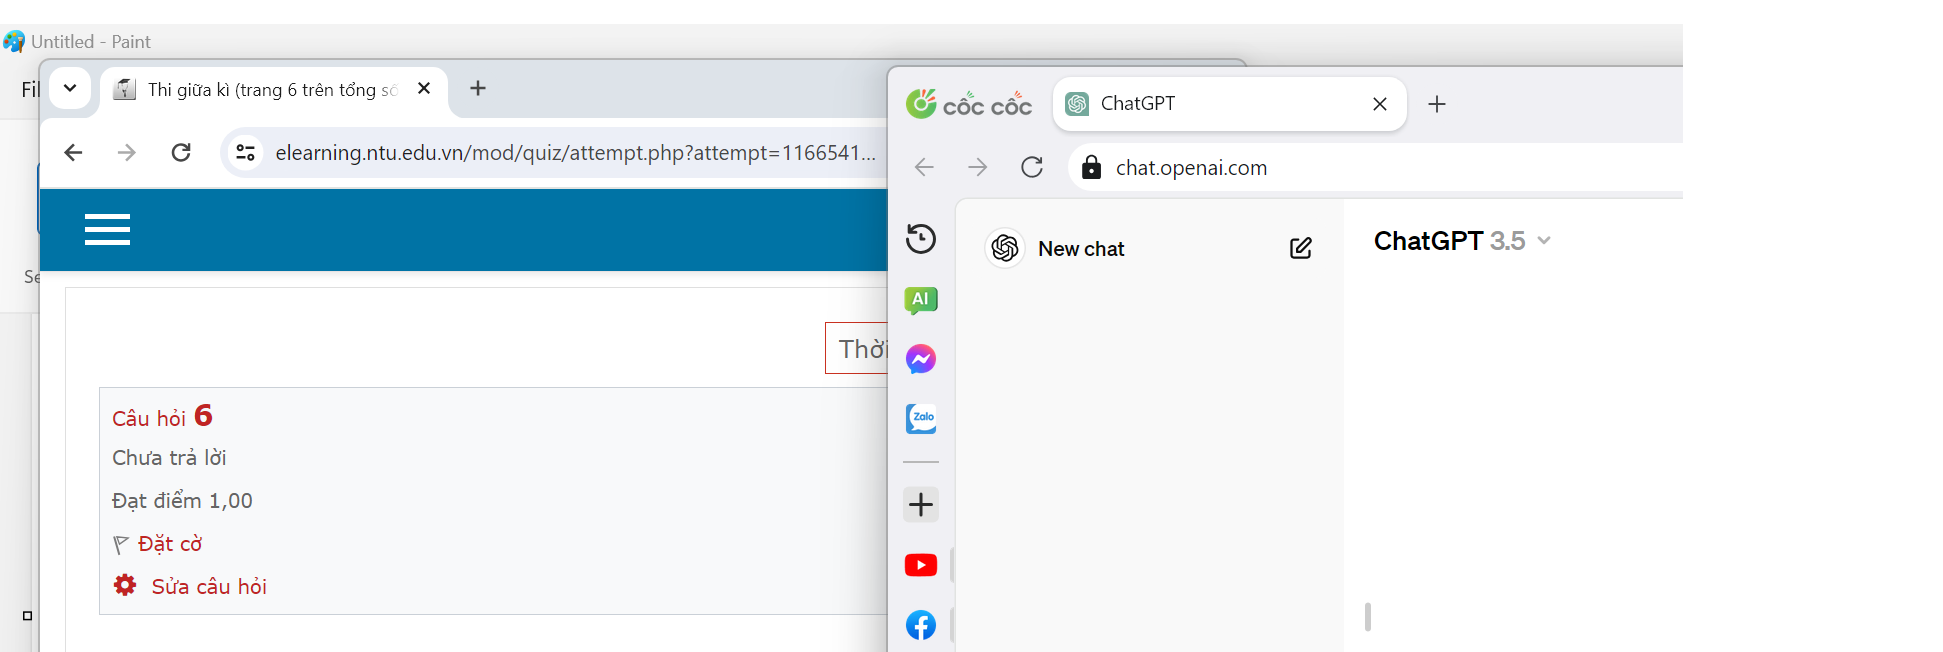 Untitled - Paint
Thi giữa kì (trang 6 trên tổng số
elearning.ntu.edu.vn/mod/quiz/attempt.php?attempt=1166541...
Thời
Câu hỏi 6
Chưa trả lời
Đạt điểm 1,00
Đặt cờ
Sửa câu hỏi
cốc cốc
ChatGPT
chat.openai.com
AI
Zalo
New chat
ChatGPT 3.5